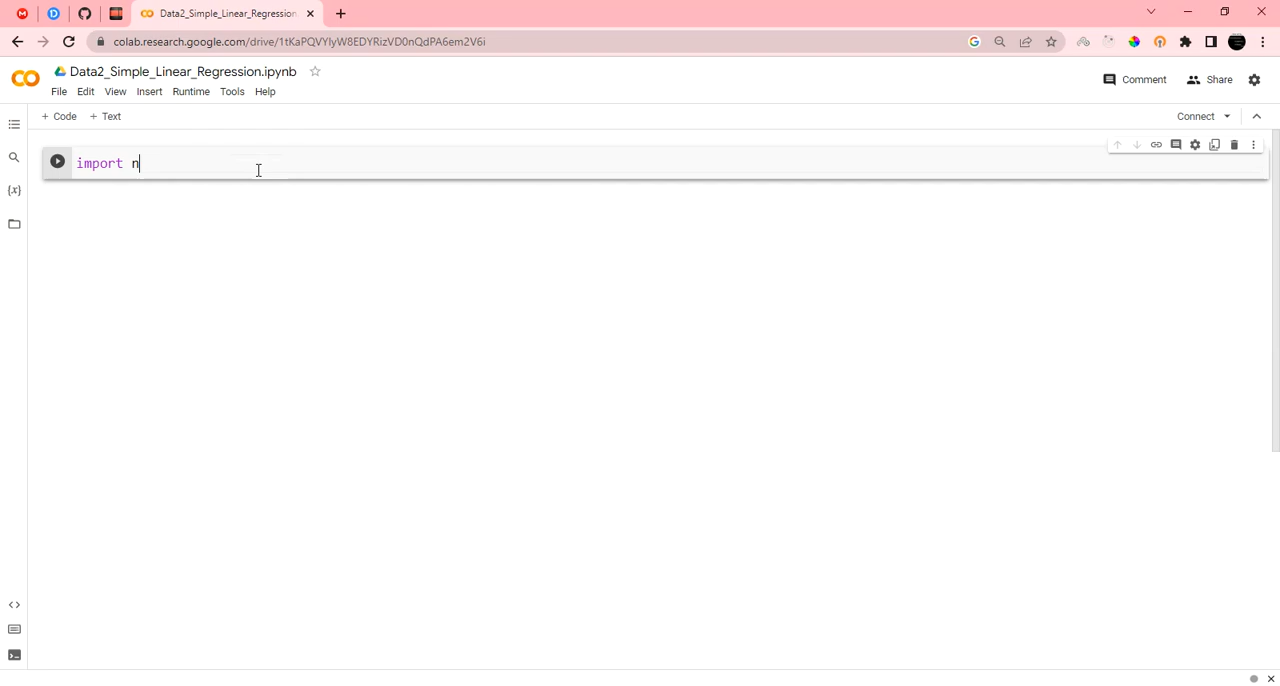 Data2_Simple_Linear_Regression.
colab.research.google.com/drive/1tKaPQVYlyW8EDYRizVD0nQdPA6em2V6i
Data2_Simple_Linear_Regression.ipynb
Comment
Share
File Edit View Insert Runtime Tools Help
+ Code + Text
Connect
import n
{x}